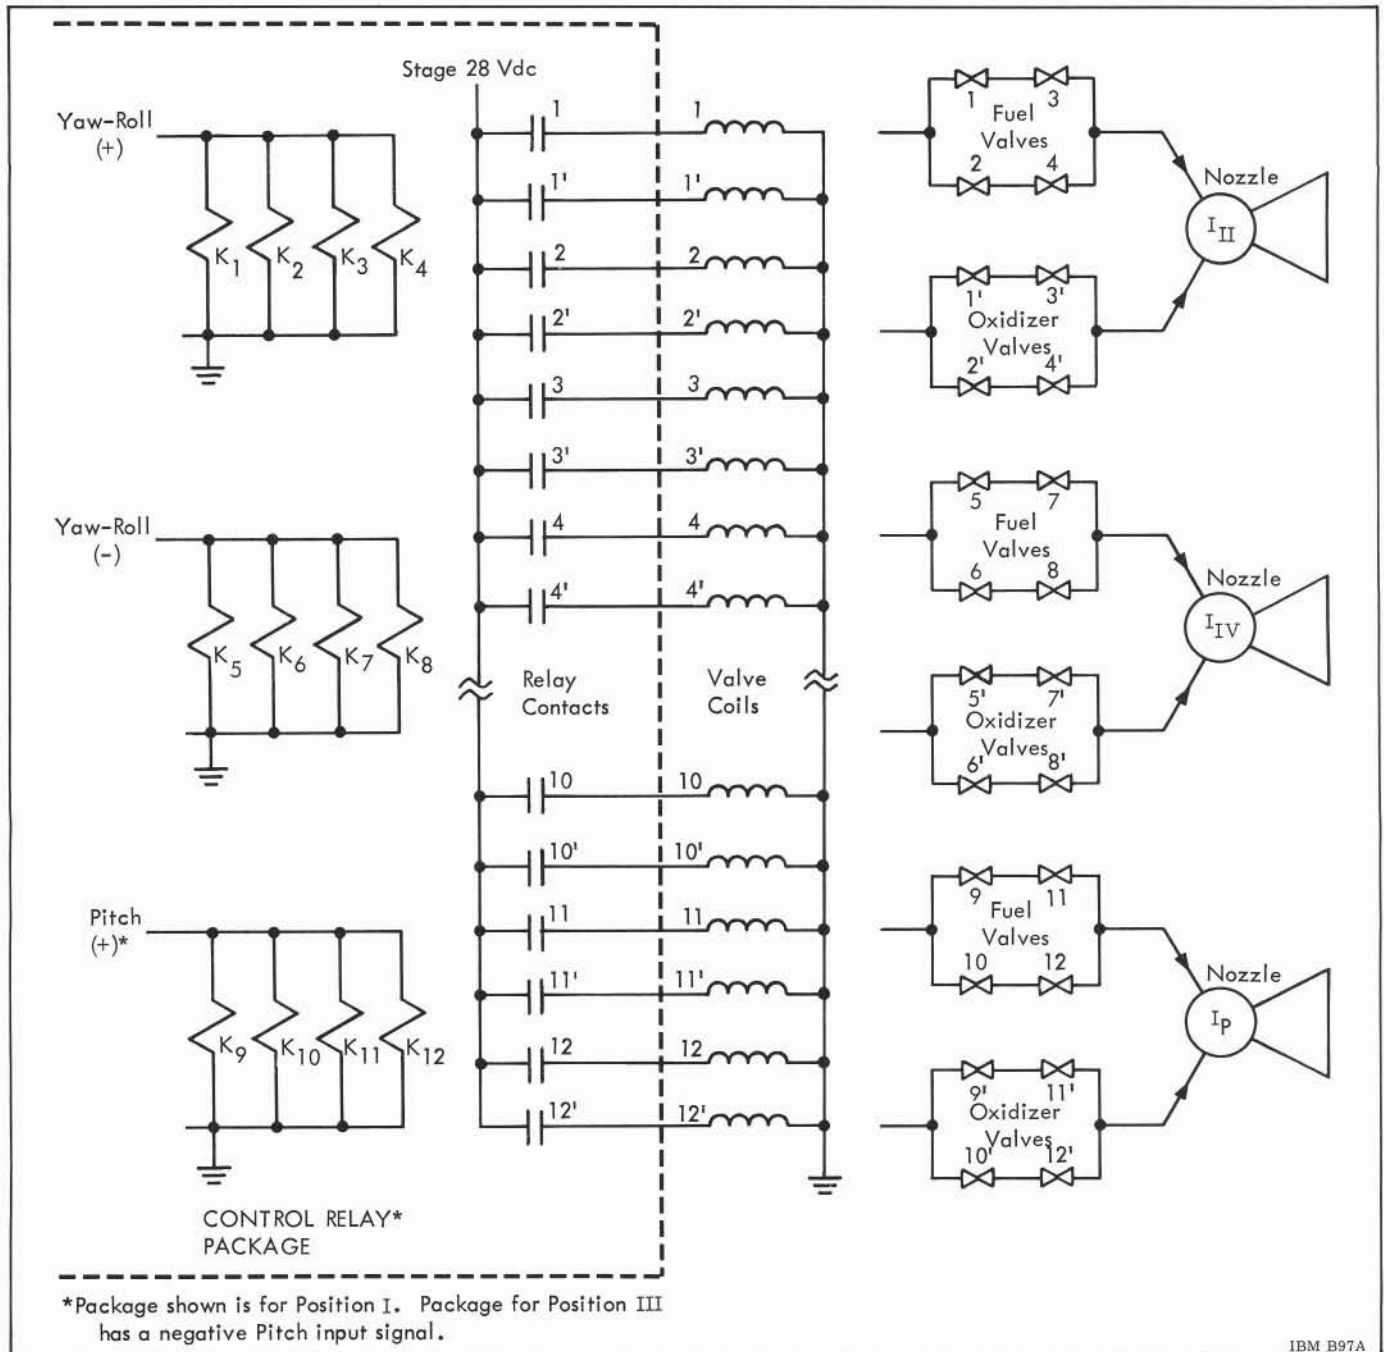 Stage 28 Vdc
Yaw-Roll
(+)
K1
K2
K3
K4
Yaw-Roll
(-)
K5
K6
K7
K8
Pitch
(+)*
K9
K10
K11
K12
CONTROL RELAY*
PACKAGE
1
1'
2
2'
3
3'
4
4'
Relay
Contacts
10
10'
11
11'
12
12'
1
1'
2
2'
3
3'
4
4'
Valve
Coils
10
10'
11
11'
12
12'
1 3
Fuel
Valves
2 4
Nozzle
I II
1' 3'
Oxidizer
Valves
2' 4'
5 7
Fuel
Valves
6 8
Nozzle
I IV
5' 7'
Oxidizer
Valves
6' 8'
9 11
Fuel
Valves
10 12
Nozzle
I P
9' 11'
Oxidizer
Valves
10' 12'
*Package shown is for Position I. Package for Position III
has a negative Pitch input signal.
IBM B97A